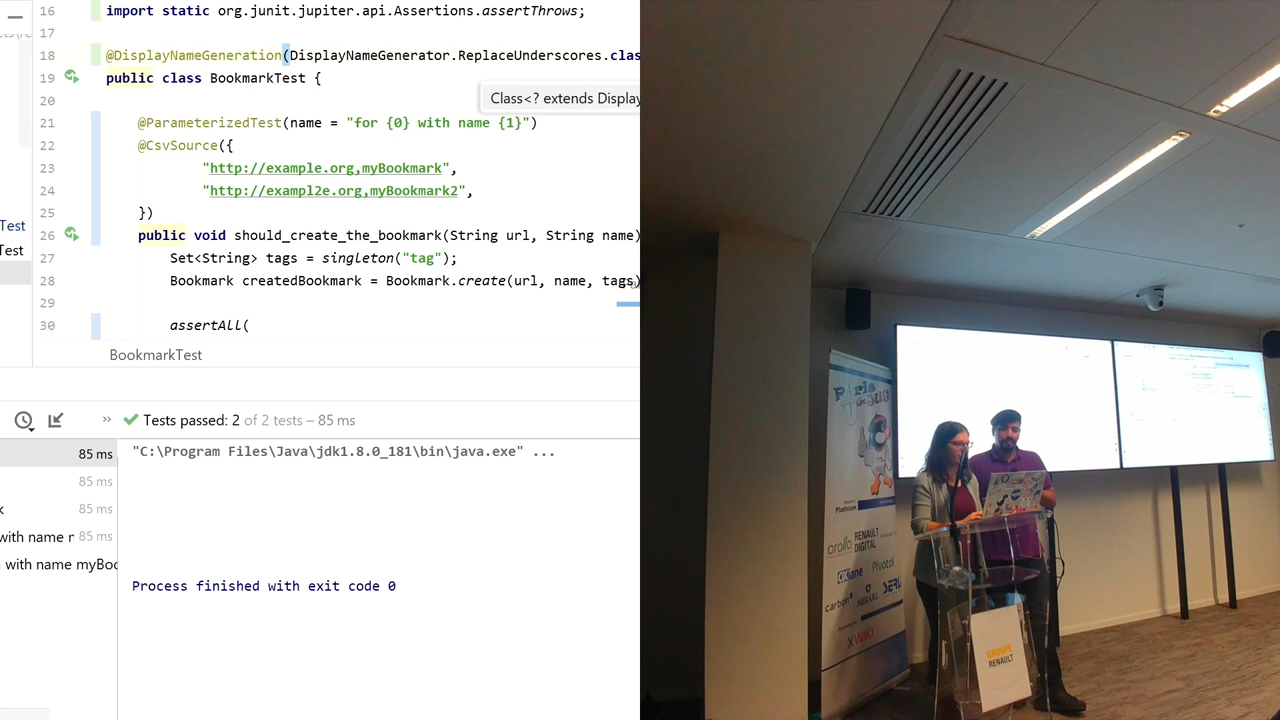 16 import static org.junit.jupiter.api.Assertions.assertThrows;
17
18 @DisplayNameGeneration(DisplayNameGenerator.ReplaceUnderscores.clas
19 public class BookmarkTest {
Class<? extends Display
20
21 @ParameterizedTest(name = "for {0} with name {1}")
22 @CsvSource({
23 "http://example.org,myBookmark",
24 "http://exampl2e.org,myBookmark2",
25 })
26 public void should_create_the_bookmark(String url, String name)
27 Set<String> tags = singleton("tag");
28 Bookmark createdBookmark = Bookmark.create(url, name, tags)
29
30 assertAll(
Test
Test
BookmarkTest
Tests passed: 2 of 2 tests – 85 ms
85 ms
85 ms
85 ms
with name 85 ms
with name myBoo
"C:\Program Files\Java\jdk1.8.0_181\bin\java.exe" ...
Process finished with exit code 0
Paris
JUG
Platinium
arolla
RENAULT
DIGITAL
Pivotal
carbon
MIRAKL
XWIKI
GROUPE
RENAULT